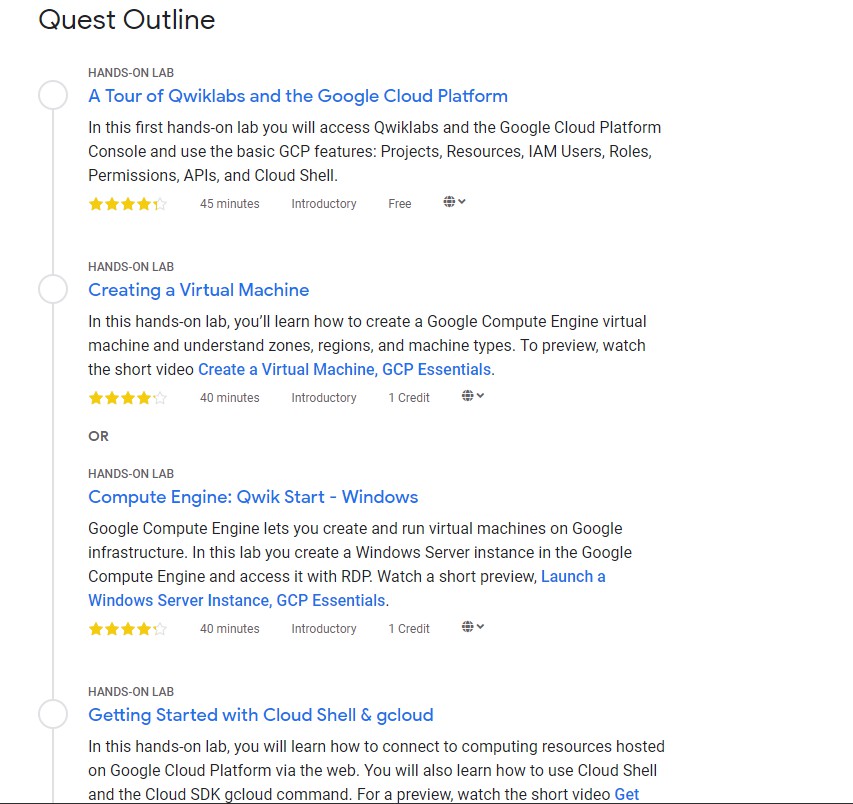 Quest Outline
HANDS-ON LAB
A Tour of Qwiklabs and the Google Cloud Platform
In this first hands-on lab you will access Qwiklabs and the Google Cloud Platform
Console and use the basic GCP features: Projects, Resources, IAM Users, Roles,
Permissions, APIs, and Cloud Shell.
45 minutes Introductory Free
HANDS-ON LAB
Creating a Virtual Machine
In this hands-on lab, you’ll learn how to create a Google Compute Engine virtual
machine and understand zones, regions, and machine types. To preview, watch
the short video Create a Virtual Machine, GCP Essentials.
40 minutes Introductory 1 Credit
OR
HANDS-ON LAB
Compute Engine: Qwik Start - Windows
Google Compute Engine lets you create and run virtual machines on Google
infrastructure. In this lab you create a Windows Server instance in the Google
Compute Engine and access it with RDP. Watch a short preview, Launch a
Windows Server Instance, GCP Essentials.
40 minutes Introductory 1 Credit
HANDS-ON LAB
Getting Started with Cloud Shell & gcloud
In this hands-on lab, you will learn how to connect to computing resources hosted
on Google Cloud Platform via the web. You will also learn how to use Cloud Shell
and the Cloud SDK gcloud command. For a preview, watch the short video Get